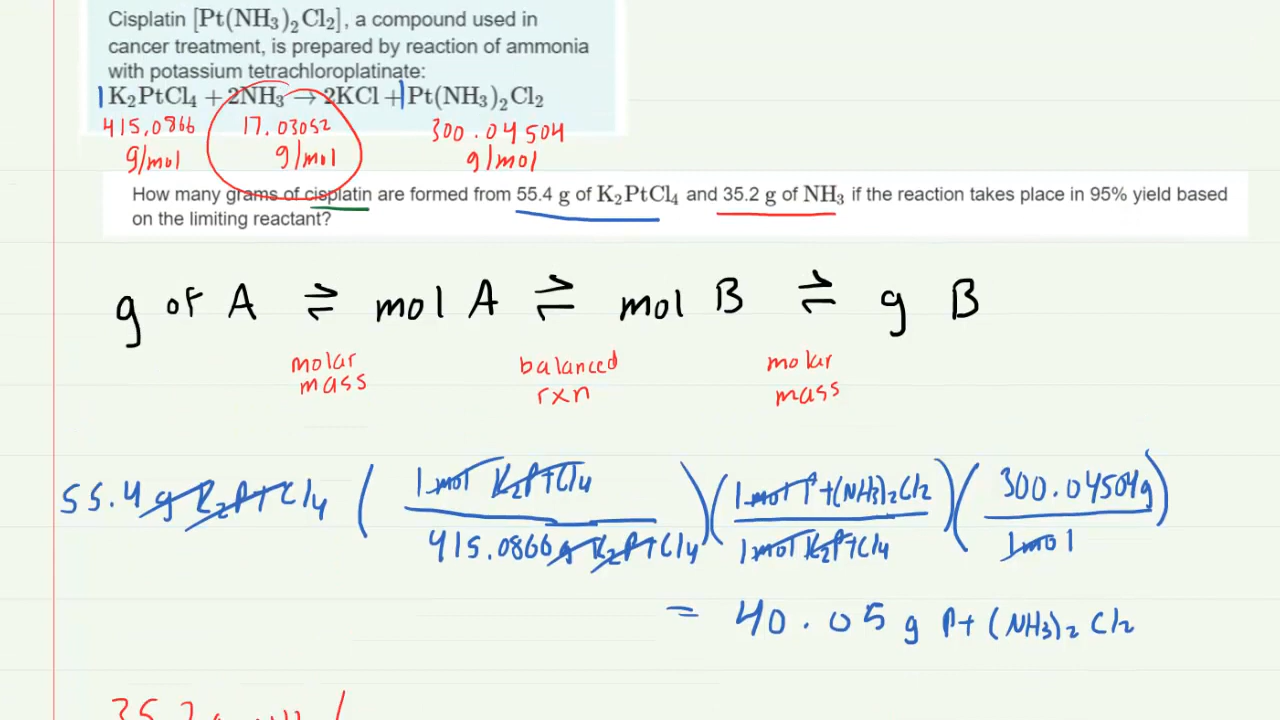 Cisplatin [Pt(NH₃)₂Cl₂], a compound used in
cancer treatment, is prepared by reaction of ammonia
with potassium tetrachloroplatinate:
1K₂PtCl₄ + 2NH₃ → 2KCl + 1Pt(NH₃)₂Cl₂
415.0866 17.03052 300.04504
g/mol g/mol g/mol
How many grams of cisplatin are formed from 55.4 g of K₂PtCl₄ and 35.2 g of NH₃ if the reaction takes place in 95% yield based
on the limiting reactant?
g of A ⇌ mol A ⇌ mol B ⇌ g B
molar balanced molar
mass rxn mass
55.4 g K₂PtCl₄ ( 1 mol K₂PtCl₄ / 415.0866 g K₂PtCl₄ ) ( 1 mol Pt(NH₃)₂Cl₂ / 1 mol K₂PtCl₄ ) ( 300.04504 g / 1 mol )
= 40.05 g Pt(NH₃)₂Cl₂
35.2 g